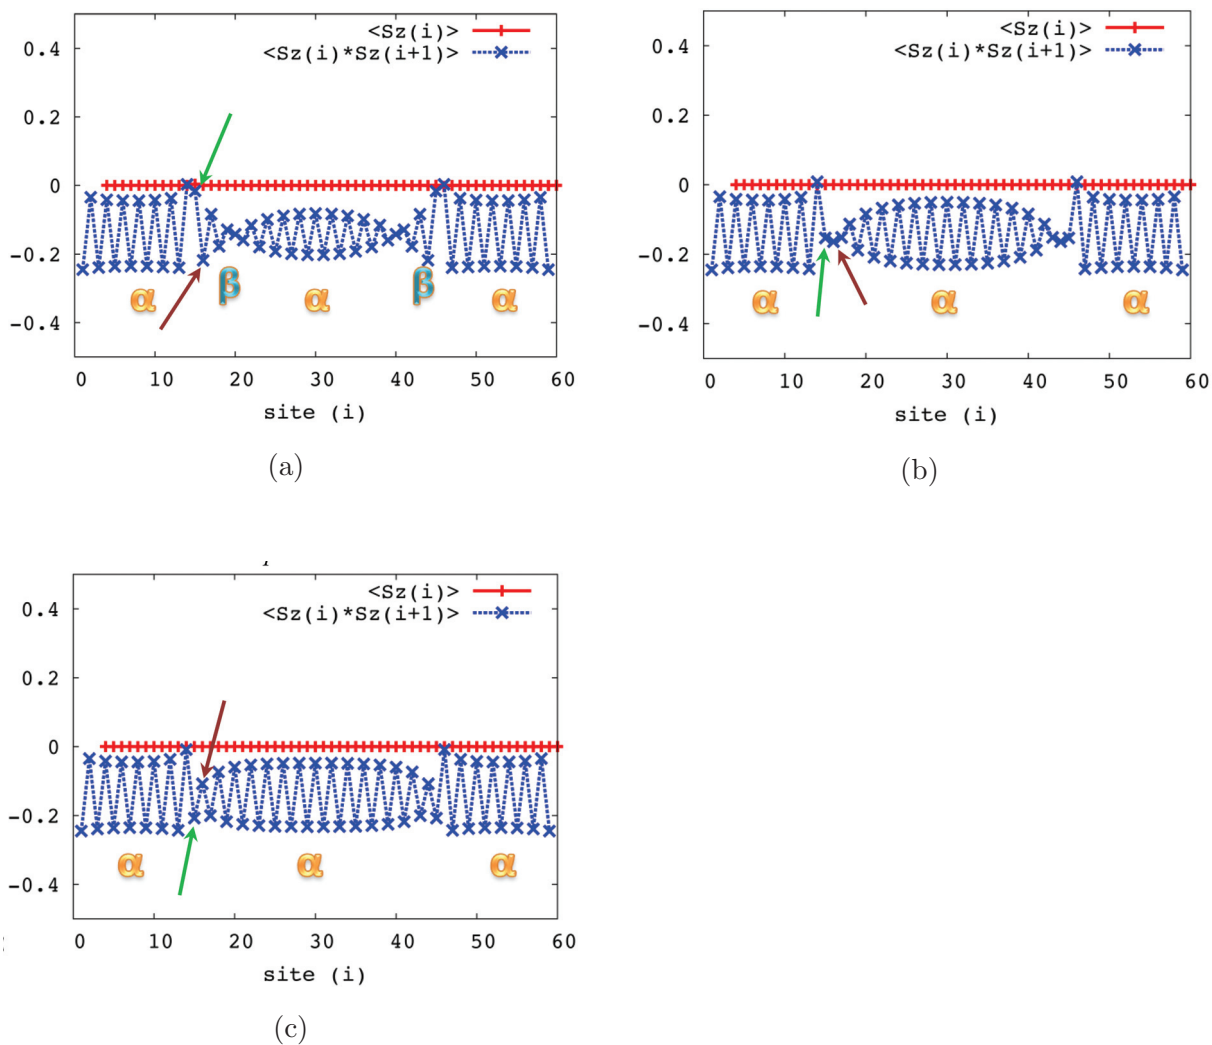 <Sz(i)>
<Sz(i)*Sz(i+1)>
0.4
0.2
0
-0.2
-0.4
α β α β α
0 10 20 30 40 50 60
site (i)
(a)
<Sz(i)>
<Sz(i)*Sz(i+1)>
0.4
0.2
0
-0.2
-0.4
α α α
0 10 20 30 40 50 60
site (i)
(b)
<Sz(i)>
<Sz(i)*Sz(i+1)>
0.4
0.2
0
-0.2
-0.4
α α α
0 10 20 30 40 50 60
site (i)
(c)